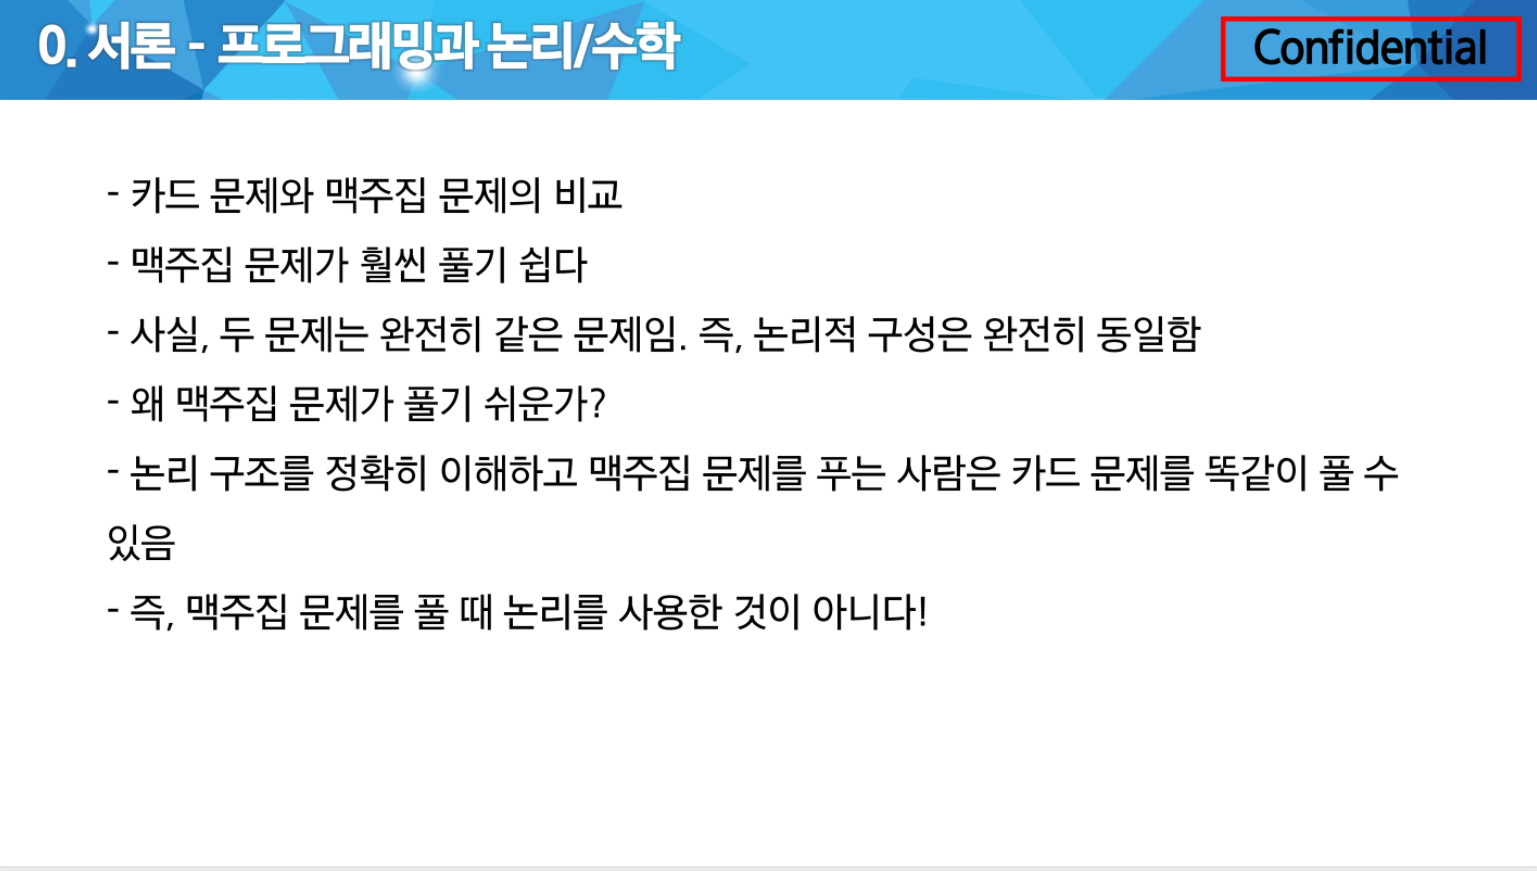 0. 서론 - 프로그래밍과 논리/수학
Confidential
- 카드 문제와 맥주집 문제의 비교
- 맥주집 문제가 훨씬 풀기 쉽다
- 사실, 두 문제는 완전히 같은 문제임. 즉, 논리적 구성은 완전히 동일함
- 왜 맥주집 문제가 풀기 쉬운가?
- 논리 구조를 정확히 이해하고 맥주집 문제를 푸는 사람은 카드 문제를 똑같이 풀 수
있음
- 즉, 맥주집 문제를 풀 때 논리를 사용한 것이 아니다!